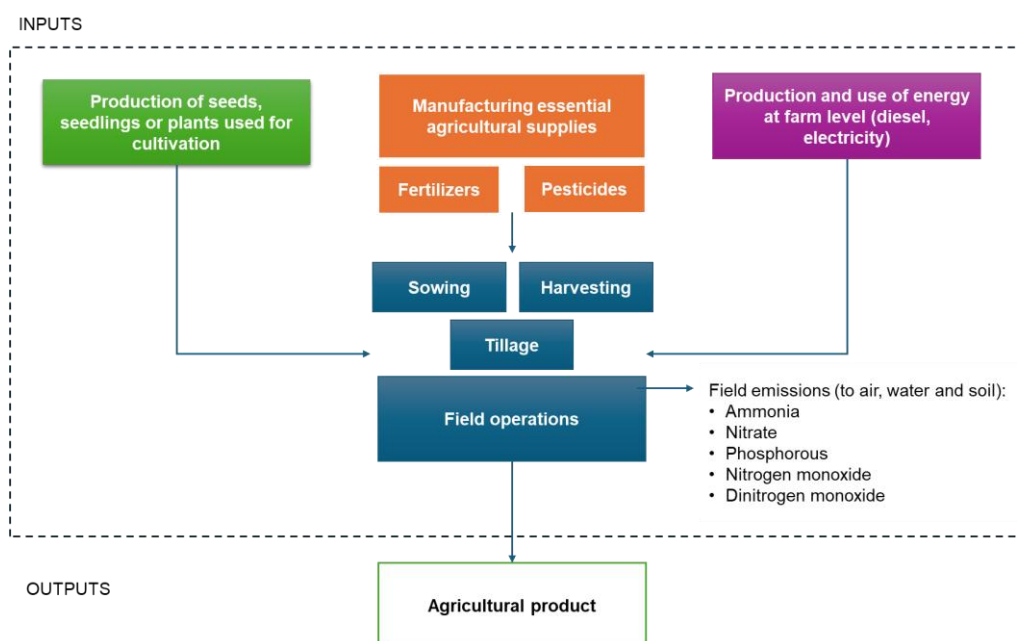 INPUTS
Production of seeds,
seedlings or plants used for
cultivation
Manufacturing essential
agricultural supplies
Production and use of energy
at farm level (diesel,
electricity)
Fertilizers
Pesticides
Sowing
Harvesting
Tillage
Field operations
Field emissions (to air, water and soil):
• Ammonia
• Nitrate
• Phosphorous
• Nitrogen monoxide
• Dinitrogen monoxide
OUTPUTS
Agricultural product